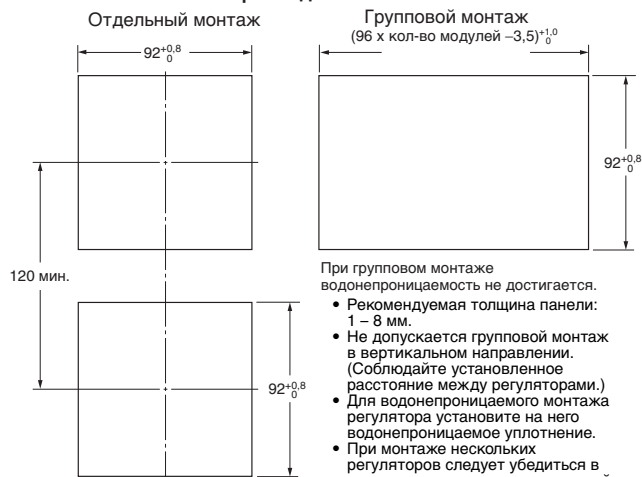 Отдельный монтаж
92+0,8 0
120 мин.
92+0,8 0
Групповой монтаж
(96 x кол-во модулей –3,5)+1,0 0
92+0,8 0
При групповом монтаже
водонепроницаемость не достигается.
• Рекомендуемая толщина панели:
1 – 8 мм.
• Не допускается групповой монтаж
в вертикальном направлении.
(Соблюдайте установленное
расстояние между регуляторами.)
• Для водонепроницаемого монтажа
регулятора установите на него
водонепроницаемое уплотнение.
• При монтаже нескольких
регуляторов следует убедиться в